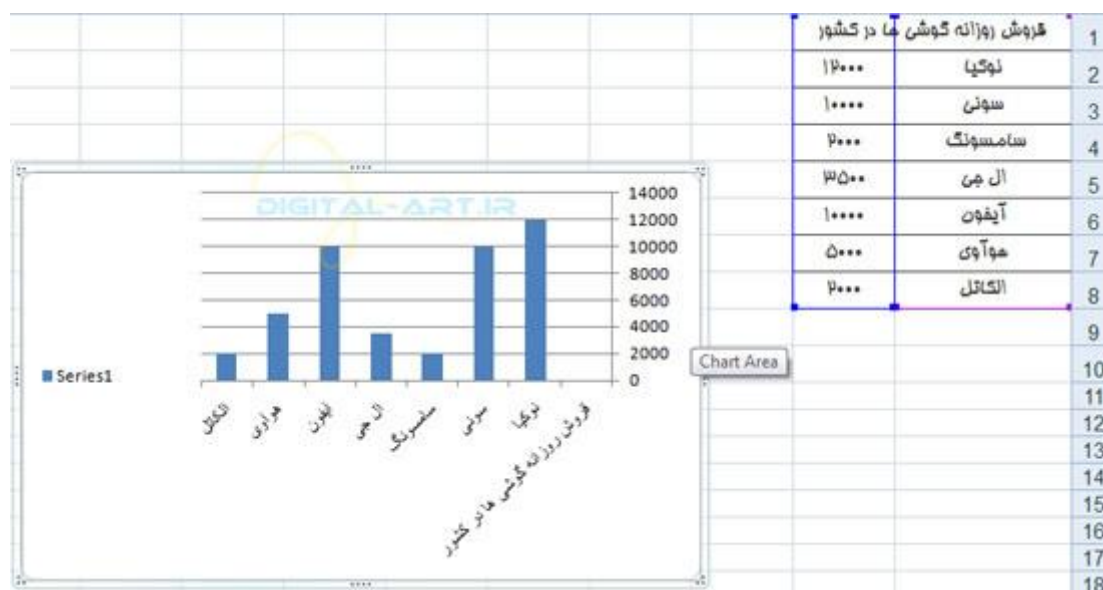 فروش روزانه گوشی ها در کشور
1
نوکیا ۱۲۰۰۰
2
سونی ۱۰۰۰۰
3
سامسونگ ۲۰۰۰
4
ال جی ۳۵۰۰
5
آیفون ۱۰۰۰۰
6
هوآوی ۵۰۰۰
7
الکاتل ۲۰۰۰
8
9
10
11
12
13
14
15
16
17
18
DIGITAL-ART.IR
14000
12000
10000
8000
6000
4000
2000
0
Chart Area
Series1
فروش روزانه گوشی ها در کشور
نوکیا
سونی
سامسونگ
ال جی
آیفون
هوآوی
الکاتل